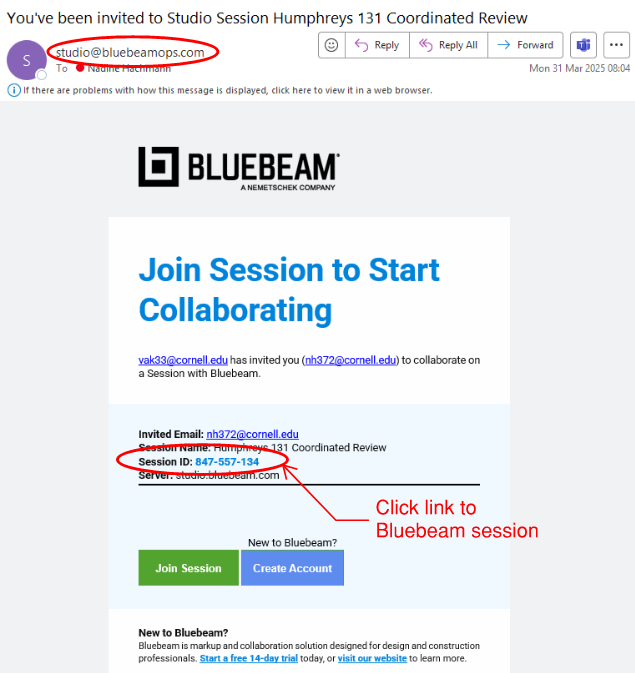 You've been invited to Studio Session Humphreys 131 Coordinated Review
S
studio@bluebeamops.com
To Nadine Hachmann
Reply
Reply All
Forward
Mon 31 Mar 2025 08:04
If there are problems with how this message is displayed, click here to view it in a web browser.
BLUEBEAM®
A NEMETSCHEK COMPANY
Join Session to Start
Collaborating
vak33@cornell.edu has invited you (nh372@cornell.edu) to collaborate on
a Session with Bluebeam.
Invited Email: nh372@cornell.edu
Session Name: Humphreys 131 Coordinated Review
Session ID: 847-557-134
Server: studio.bluebeam.com
Click link to
Bluebeam session
New to Bluebeam?
Join Session
Create Account
New to Bluebeam?
Bluebeam is markup and collaboration solution designed for design and construction
professionals. Start a free 14-day trial today, or visit our website to learn more.